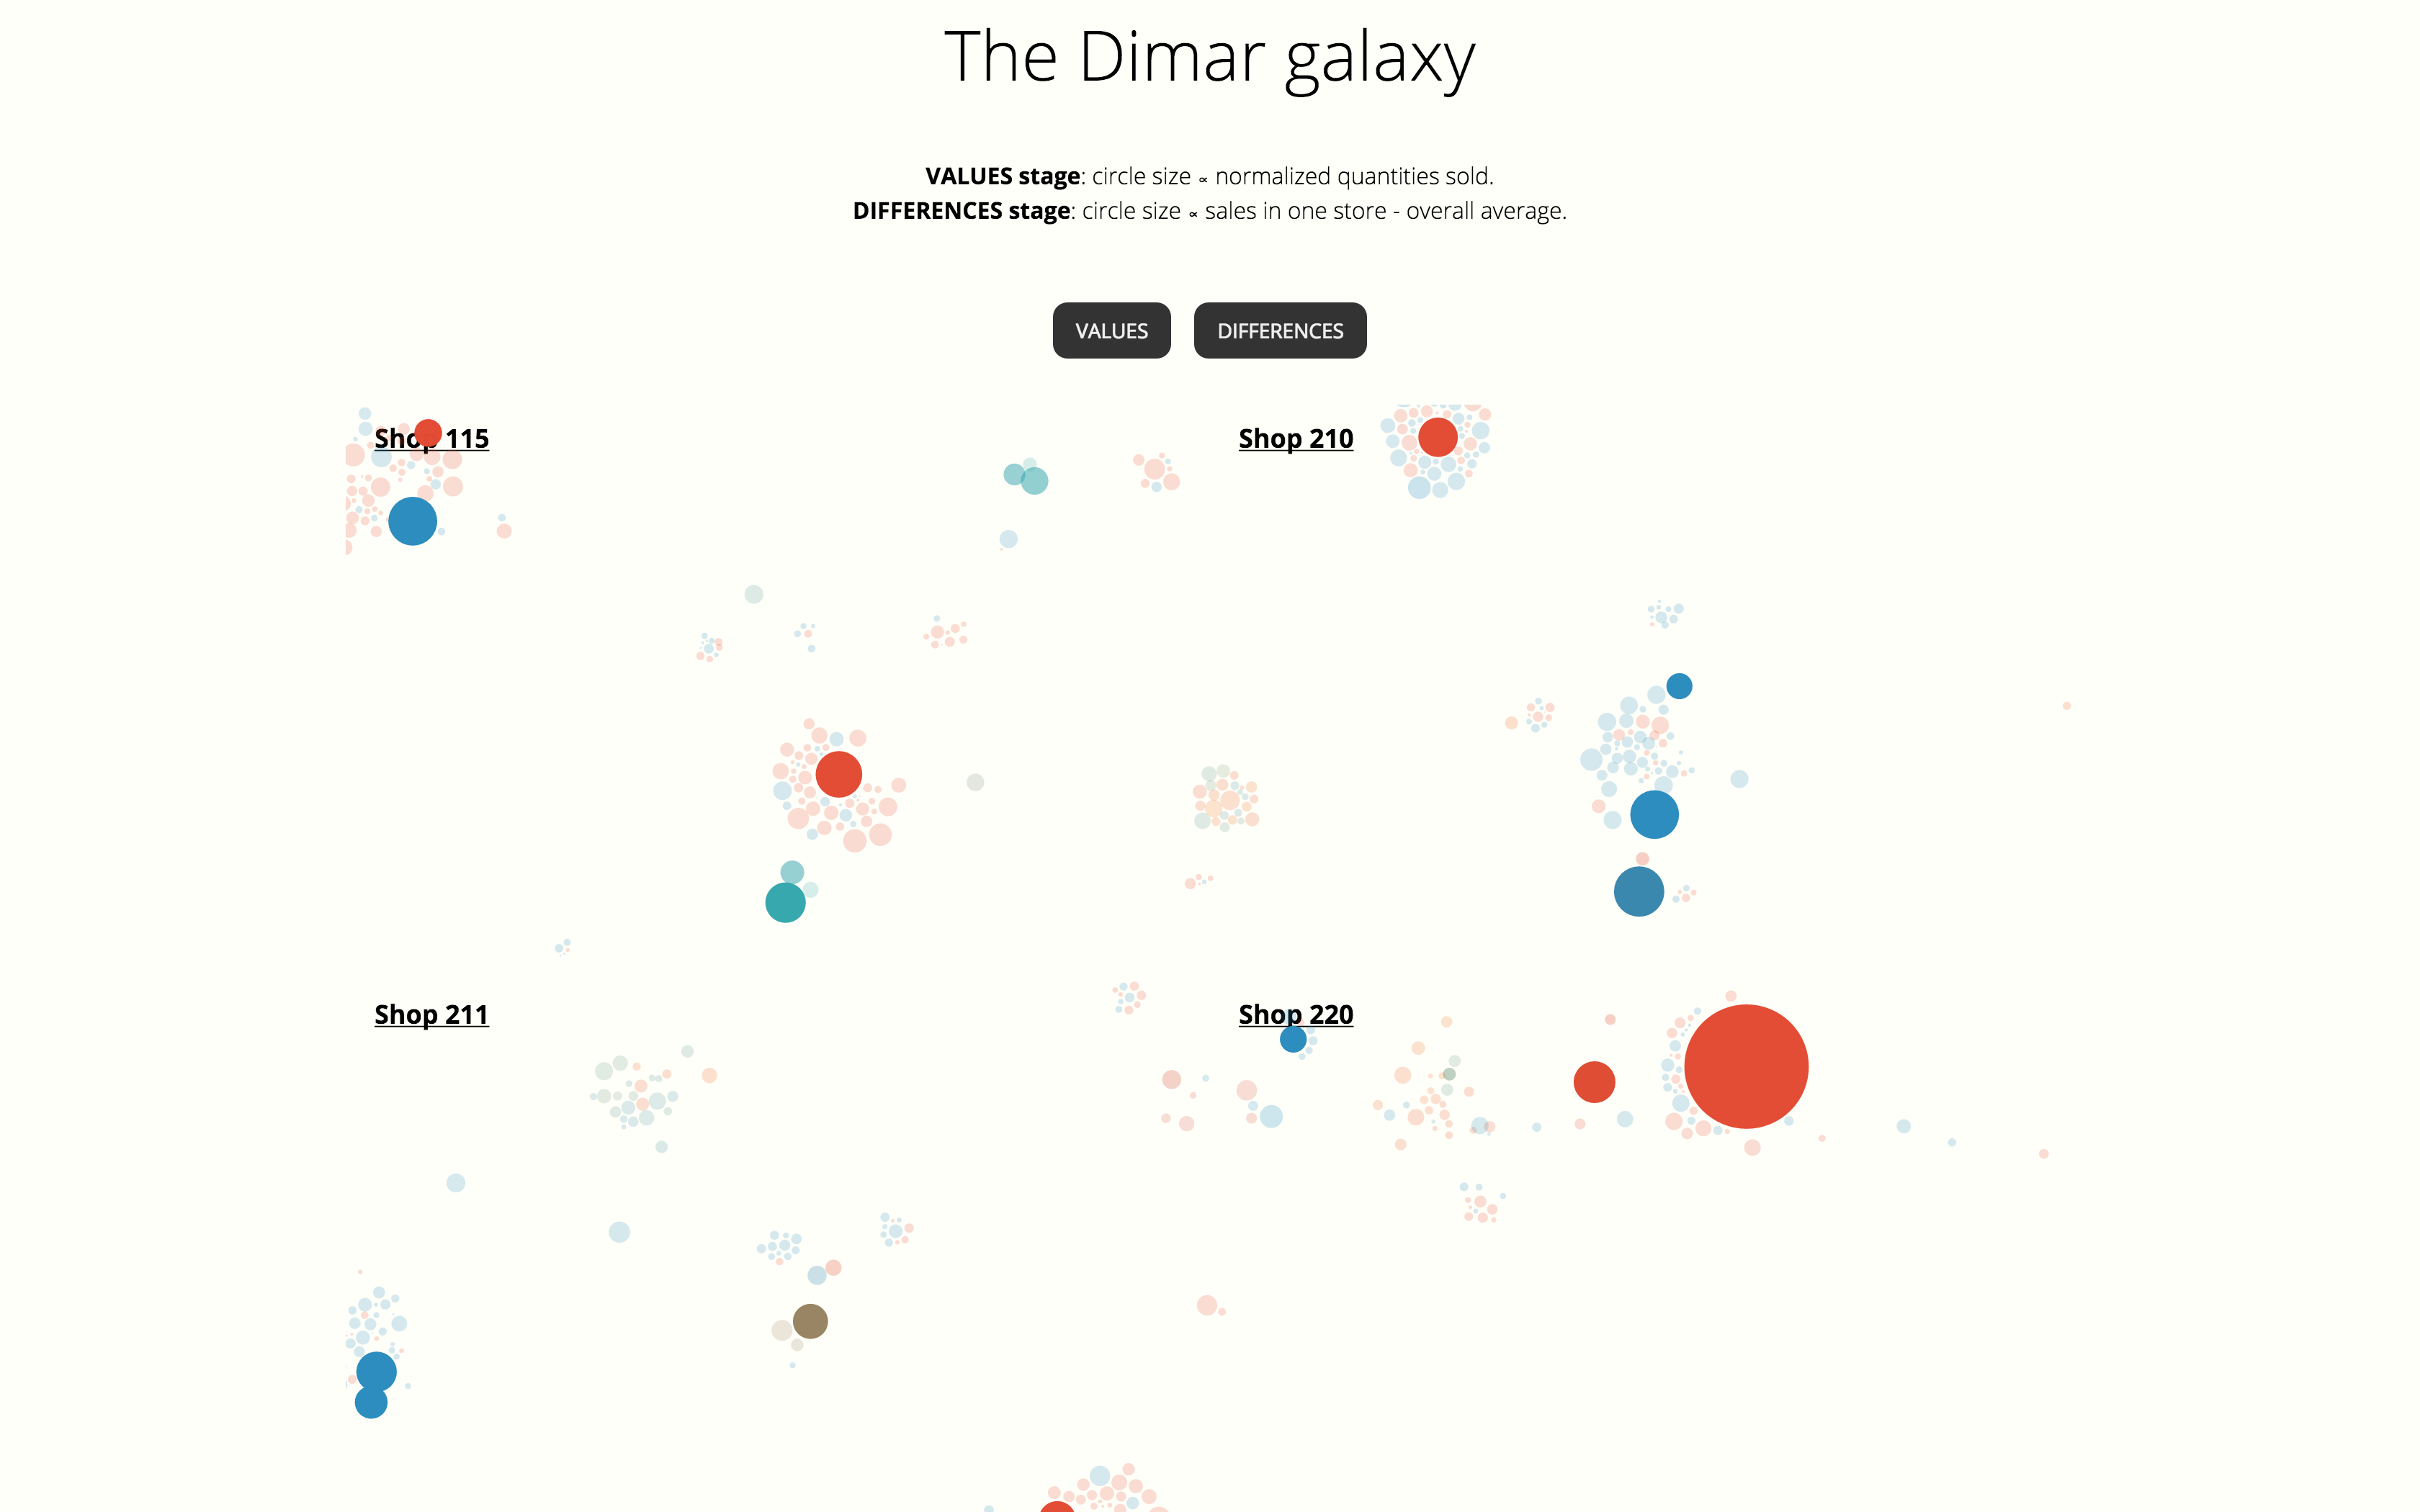 The Dimar galaxy
VALUES stage: circle size ∝ normalized quantities sold.
DIFFERENCES stage: circle size ∝ sales in one store - overall average.
VALUES
DIFFERENCES
Shop 115
Shop 210
Shop 211
Shop 220